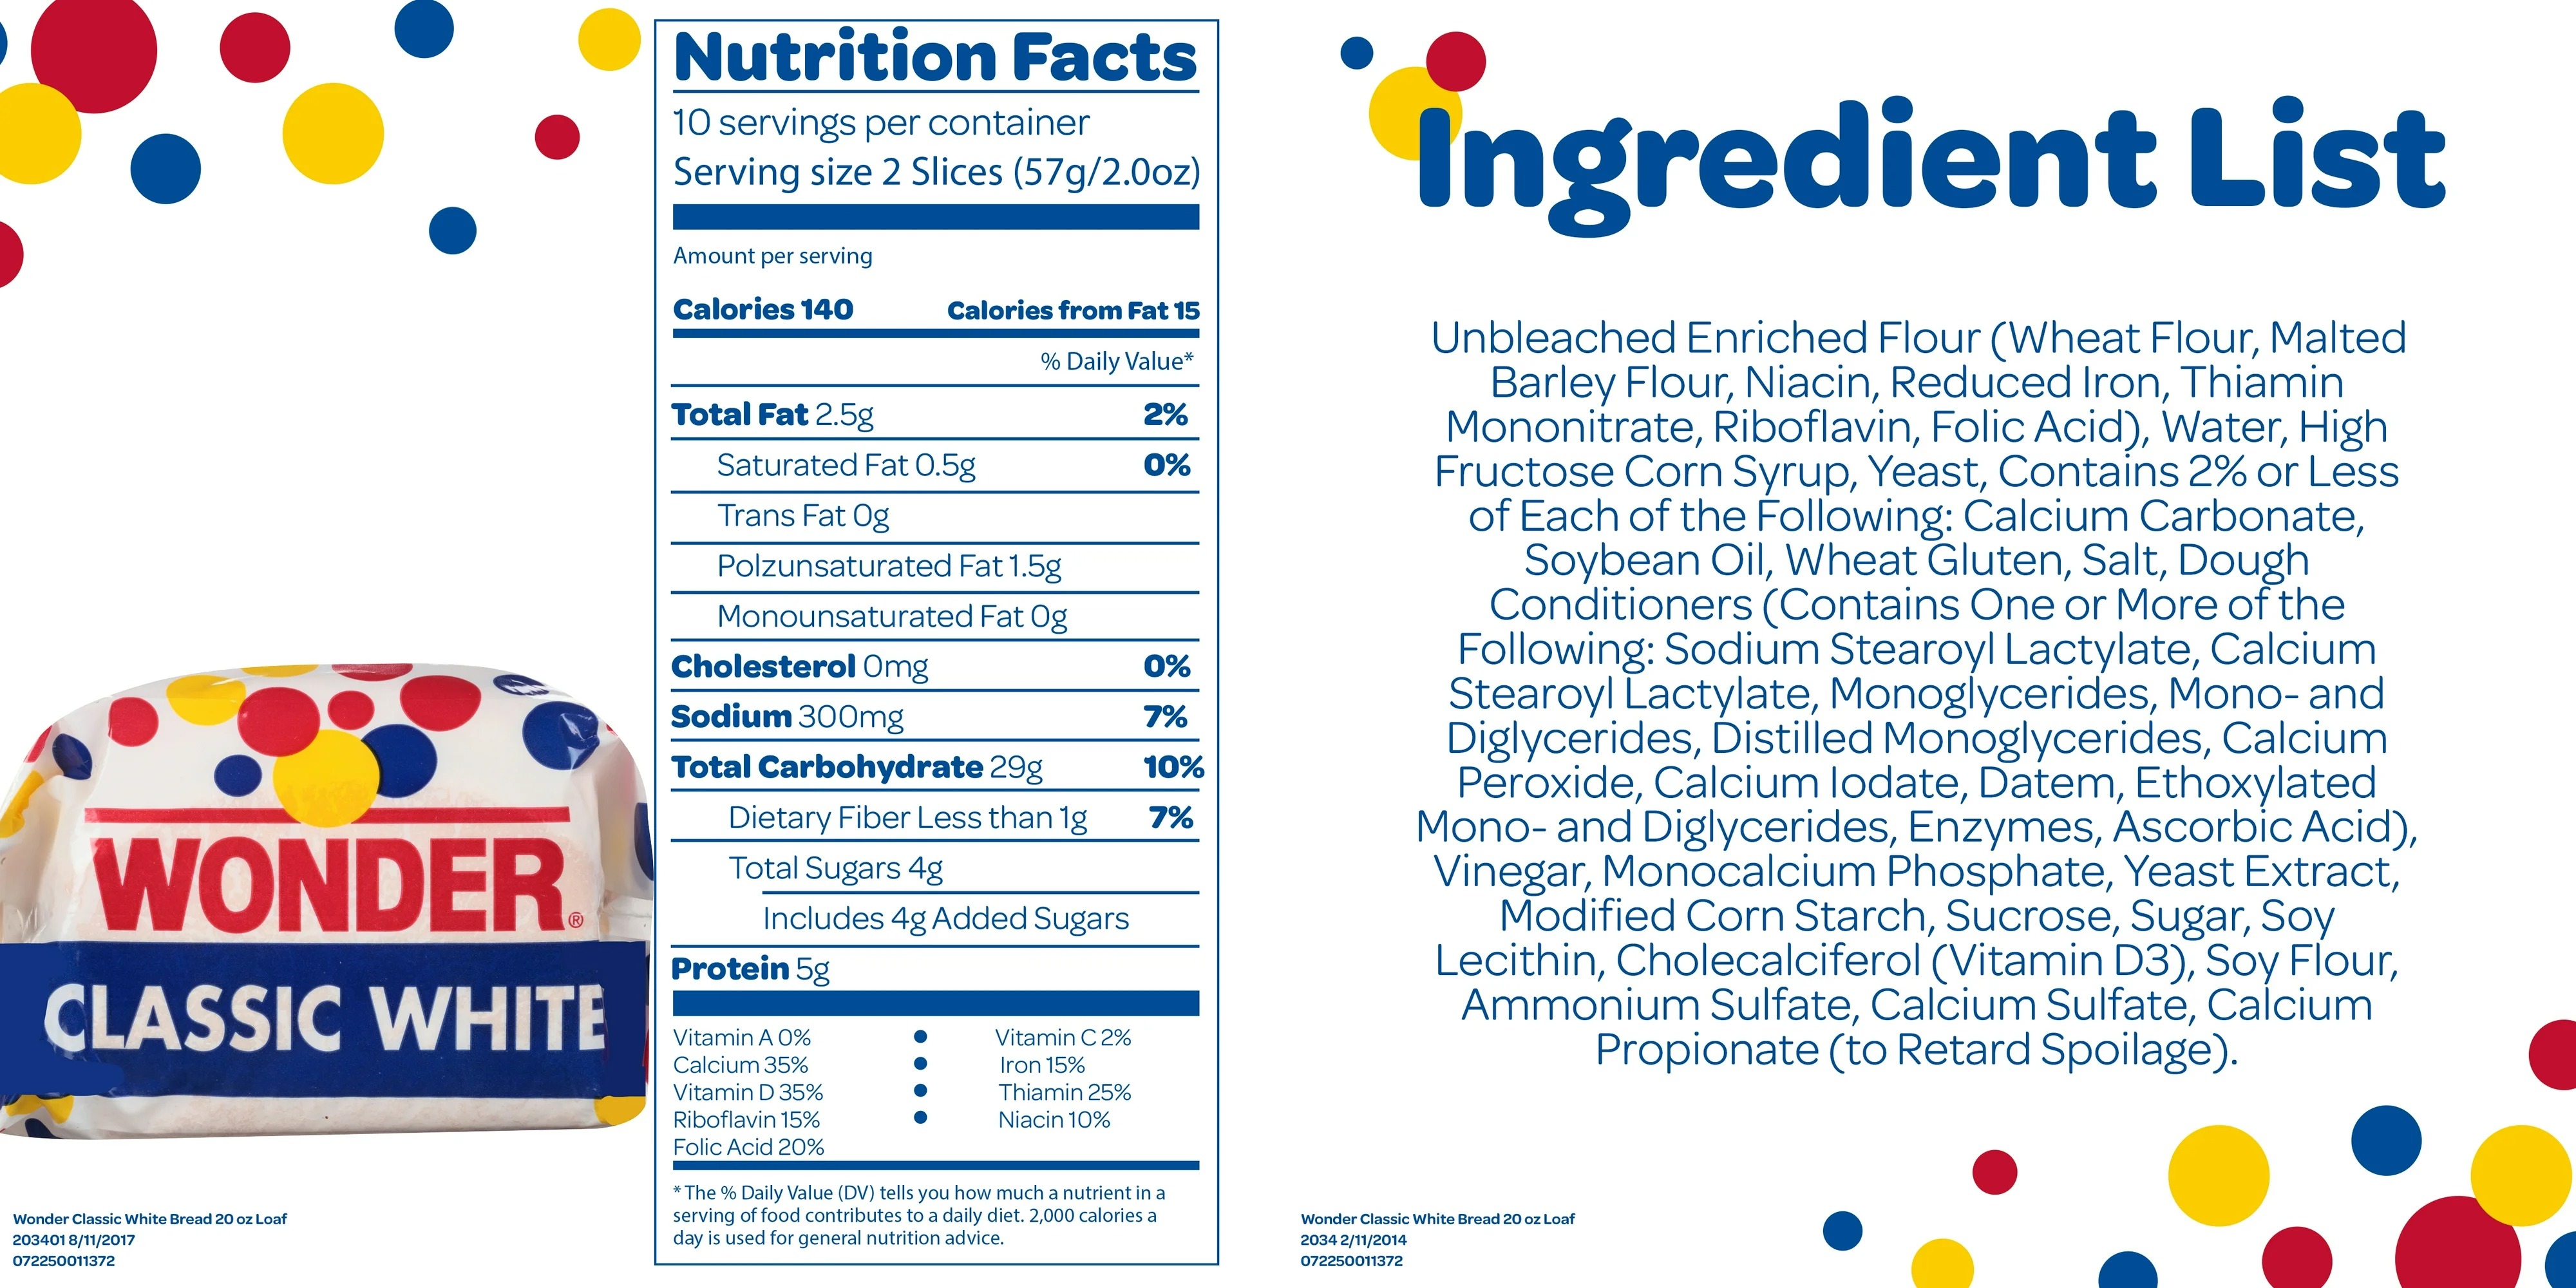 Nutrition Facts
10 servings per container
Serving size 2 Slices (57g/2.0oz)
Amount per serving
Calories 140 Calories from Fat 15
% Daily Value*
Total Fat 2.5g 2%
Saturated Fat 0.5g 0%
Trans Fat 0g
Polzunsaturated Fat 1.5g
Monounsaturated Fat 0g
Cholesterol 0mg 0%
Sodium 300mg 7%
Total Carbohydrate 29g 10%
Dietary Fiber Less than 1g 7%
Total Sugars 4g
Includes 4g Added Sugars
Protein 5g
Vitamin A 0% • Vitamin C 2%
Calcium 35% • Iron 15%
Vitamin D 35% • Thiamin 25%
Riboflavin 15% • Niacin 10%
Folic Acid 20%
* The % Daily Value (DV) tells you how much a nutrient in a
serving of food contributes to a daily diet. 2,000 calories a
day is used for general nutrition advice.
WONDER®
CLASSIC WHITE
Wonder Classic White Bread 20 oz Loaf
203401 8/11/2017
072250011372
Ingredient List
Unbleached Enriched Flour (Wheat Flour, Malted
Barley Flour, Niacin, Reduced Iron, Thiamin
Mononitrate, Riboflavin, Folic Acid), Water, High
Fructose Corn Syrup, Yeast, Contains 2% or Less
of Each of the Following: Calcium Carbonate,
Soybean Oil, Wheat Gluten, Salt, Dough
Conditioners (Contains One or More of the
Following: Sodium Stearoyl Lactylate, Calcium
Stearoyl Lactylate, Monoglycerides, Mono- and
Diglycerides, Distilled Monoglycerides, Calcium
Peroxide, Calcium Iodate, Datem, Ethoxylated
Mono- and Diglycerides, Enzymes, Ascorbic Acid),
Vinegar, Monocalcium Phosphate, Yeast Extract,
Modified Corn Starch, Sucrose, Sugar, Soy
Lecithin, Cholecalciferol (Vitamin D3), Soy Flour,
Ammonium Sulfate, Calcium Sulfate, Calcium
Propionate (to Retard Spoilage).
Wonder Classic White Bread 20 oz Loaf
2034 2/11/2014
072250011372